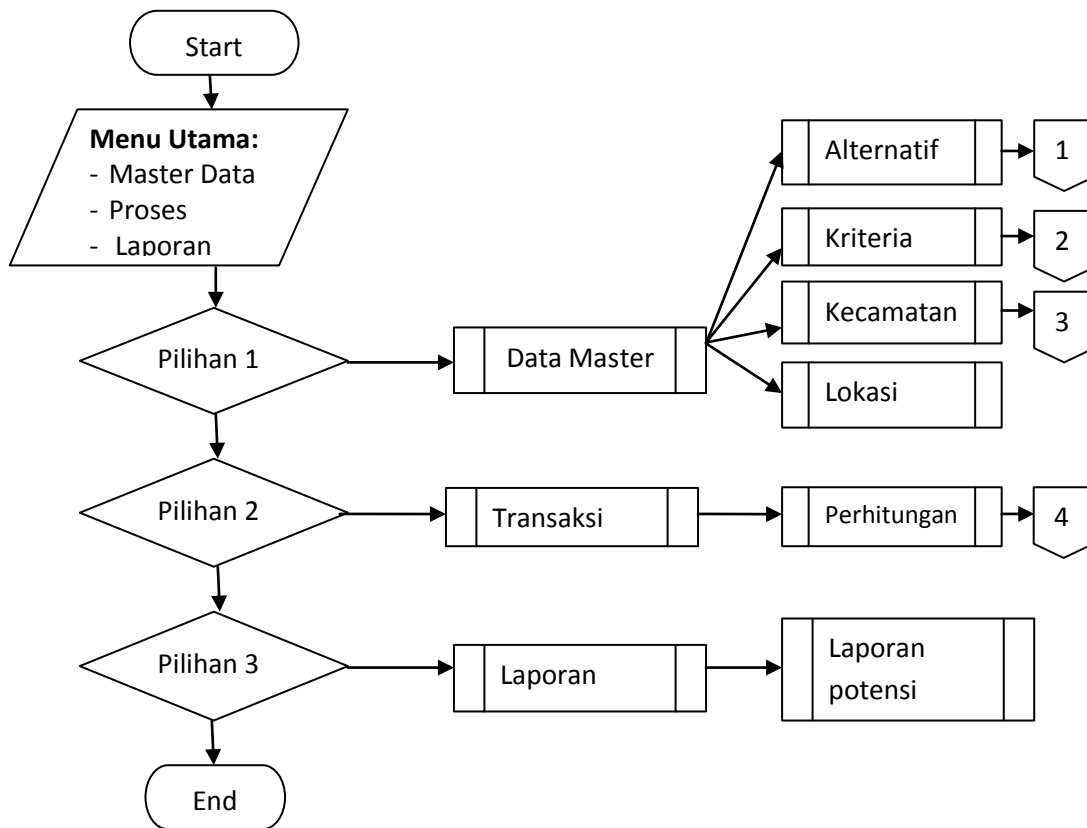 Start
Menu Utama:
- Master Data
- Proses
- Laporan
Alternatif
1
Kriteria
2
Kecamatan
3
Lokasi
Pilihan 1
Data Master
Pilihan 2
Transaksi
Perhitungan
4
Pilihan 3
Laporan
Laporan
potensi
End